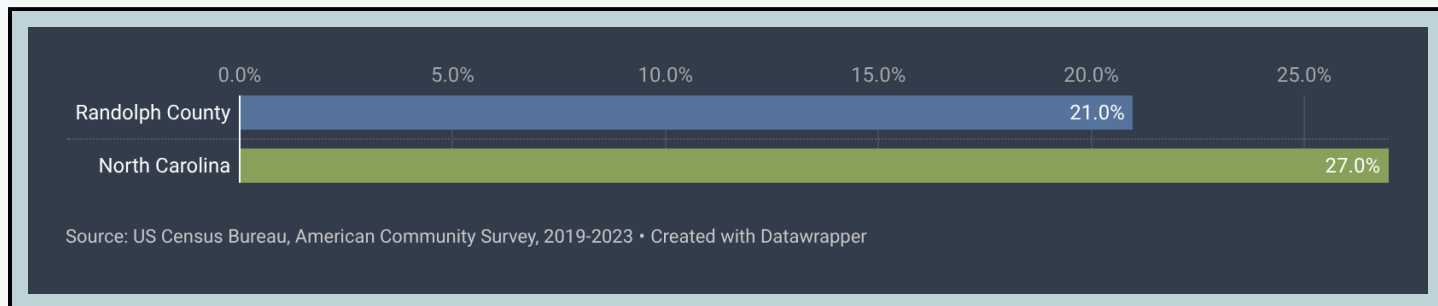 0.0% 5.0% 10.0% 15.0% 20.0% 25.0%
Randolph County 21.0%
North Carolina 27.0%
Source: US Census Bureau, American Community Survey, 2019-2023 • Created with Datawrapper